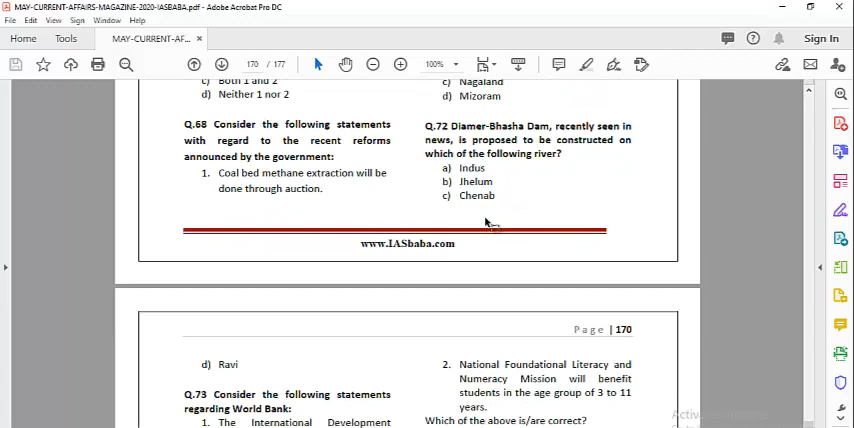 MAY-CURRENT-AFFAIRS-MAGAZINE-2020-IASBABA.pdf - Adobe Acrobat Pro DC
File Edit View Sign Window Help
Home Tools MAY-CURRENT-AF... × Sign In
170 / 177 100%
c) Both 1 and 2
d) Neither 1 nor 2
Q.68 Consider the following statements
with regard to the recent reforms
announced by the government:
1. Coal bed methane extraction will be
done through auction.
c) Nagaland
d) Mizoram
Q.72 Diamer-Bhasha Dam, recently seen in
news, is proposed to be constructed on
which of the following river?
a) Indus
b) Jhelum
c) Chenab
www.IASbaba.com
Page | 170
d) Ravi
Q.73 Consider the following statements
regarding World Bank:
1. The International Development
2. National Foundational Literacy and
Numeracy Mission will benefit
students in the age group of 3 to 11
years.
Which of the above is/are correct?